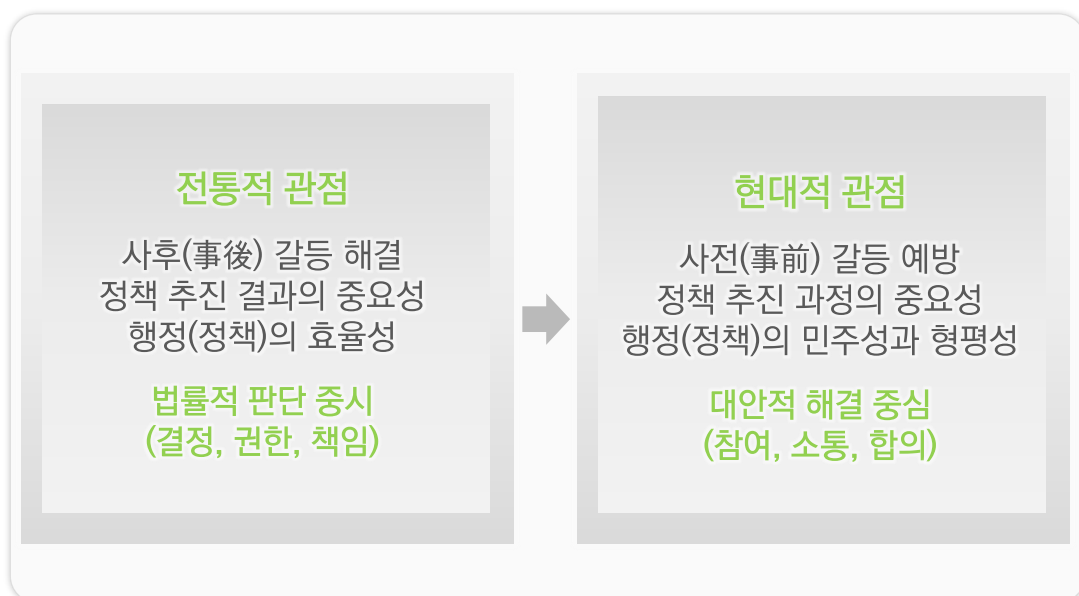 전통적 관점
사후(事後) 갈등 해결
정책 추진 결과의 중요성
행정(정책)의 효율성
법률적 판단 중시
(결정, 권한, 책임)
현대적 관점
사전(事前) 갈등 예방
정책 추진 과정의 중요성
행정(정책)의 민주성과 형평성
대안적 해결 중심
(참여, 소통, 합의)